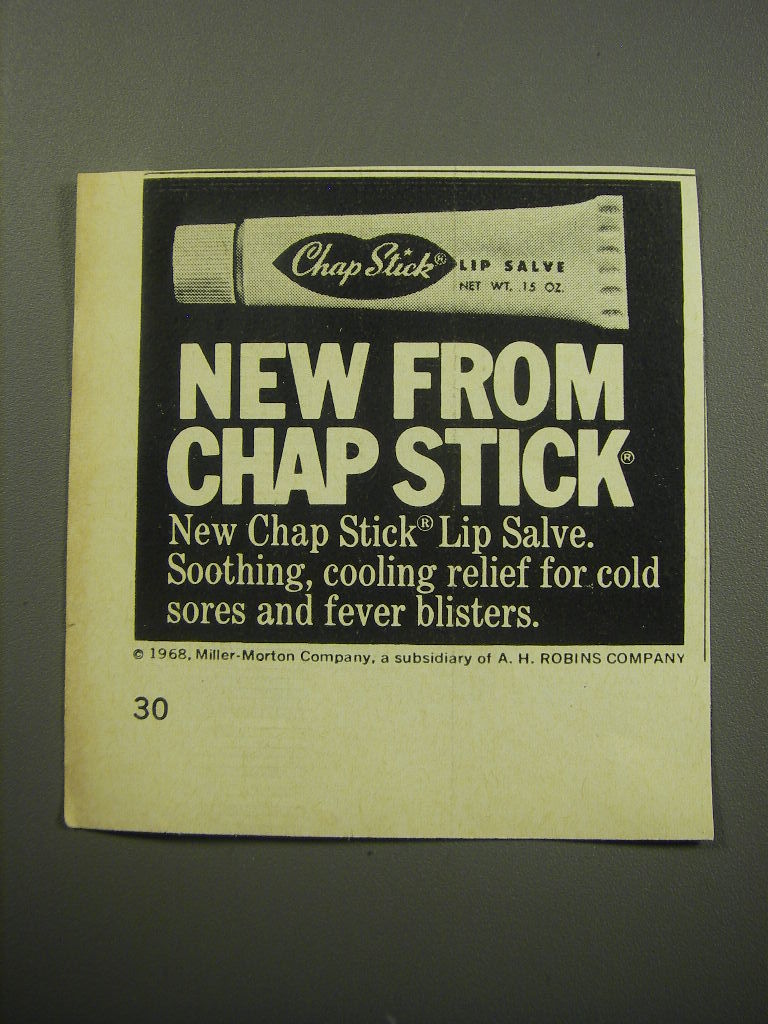 Chap Stick® LIP SALVE
NET WT. .15 OZ.
NEW FROM
CHAP STICK®
New Chap Stick® Lip Salve.
Soothing, cooling relief for cold
sores and fever blisters.
© 1968, Miller-Morton Company, a subsidiary of A. H. ROBINS COMPANY
30